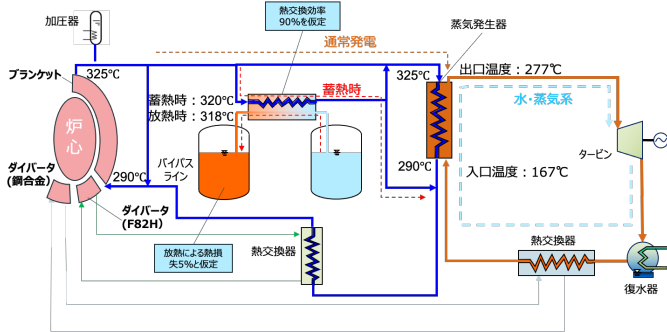 加圧器
熱交換効率
90%を仮定
通常発電
蒸気発生器
ブランケット
325℃
325℃
出口温度：277℃
蓄熱時：320℃
放熱時：318℃
蓄熱時
水・蒸気系
炉
心
タービン
バイパス
ライン
ダイバータ
(銅合金)
290℃
290℃
入口温度：167℃
ダイバータ
(F82H)
放熱による熱損
失5%と仮定
熱交換器
熱交換器
復水器